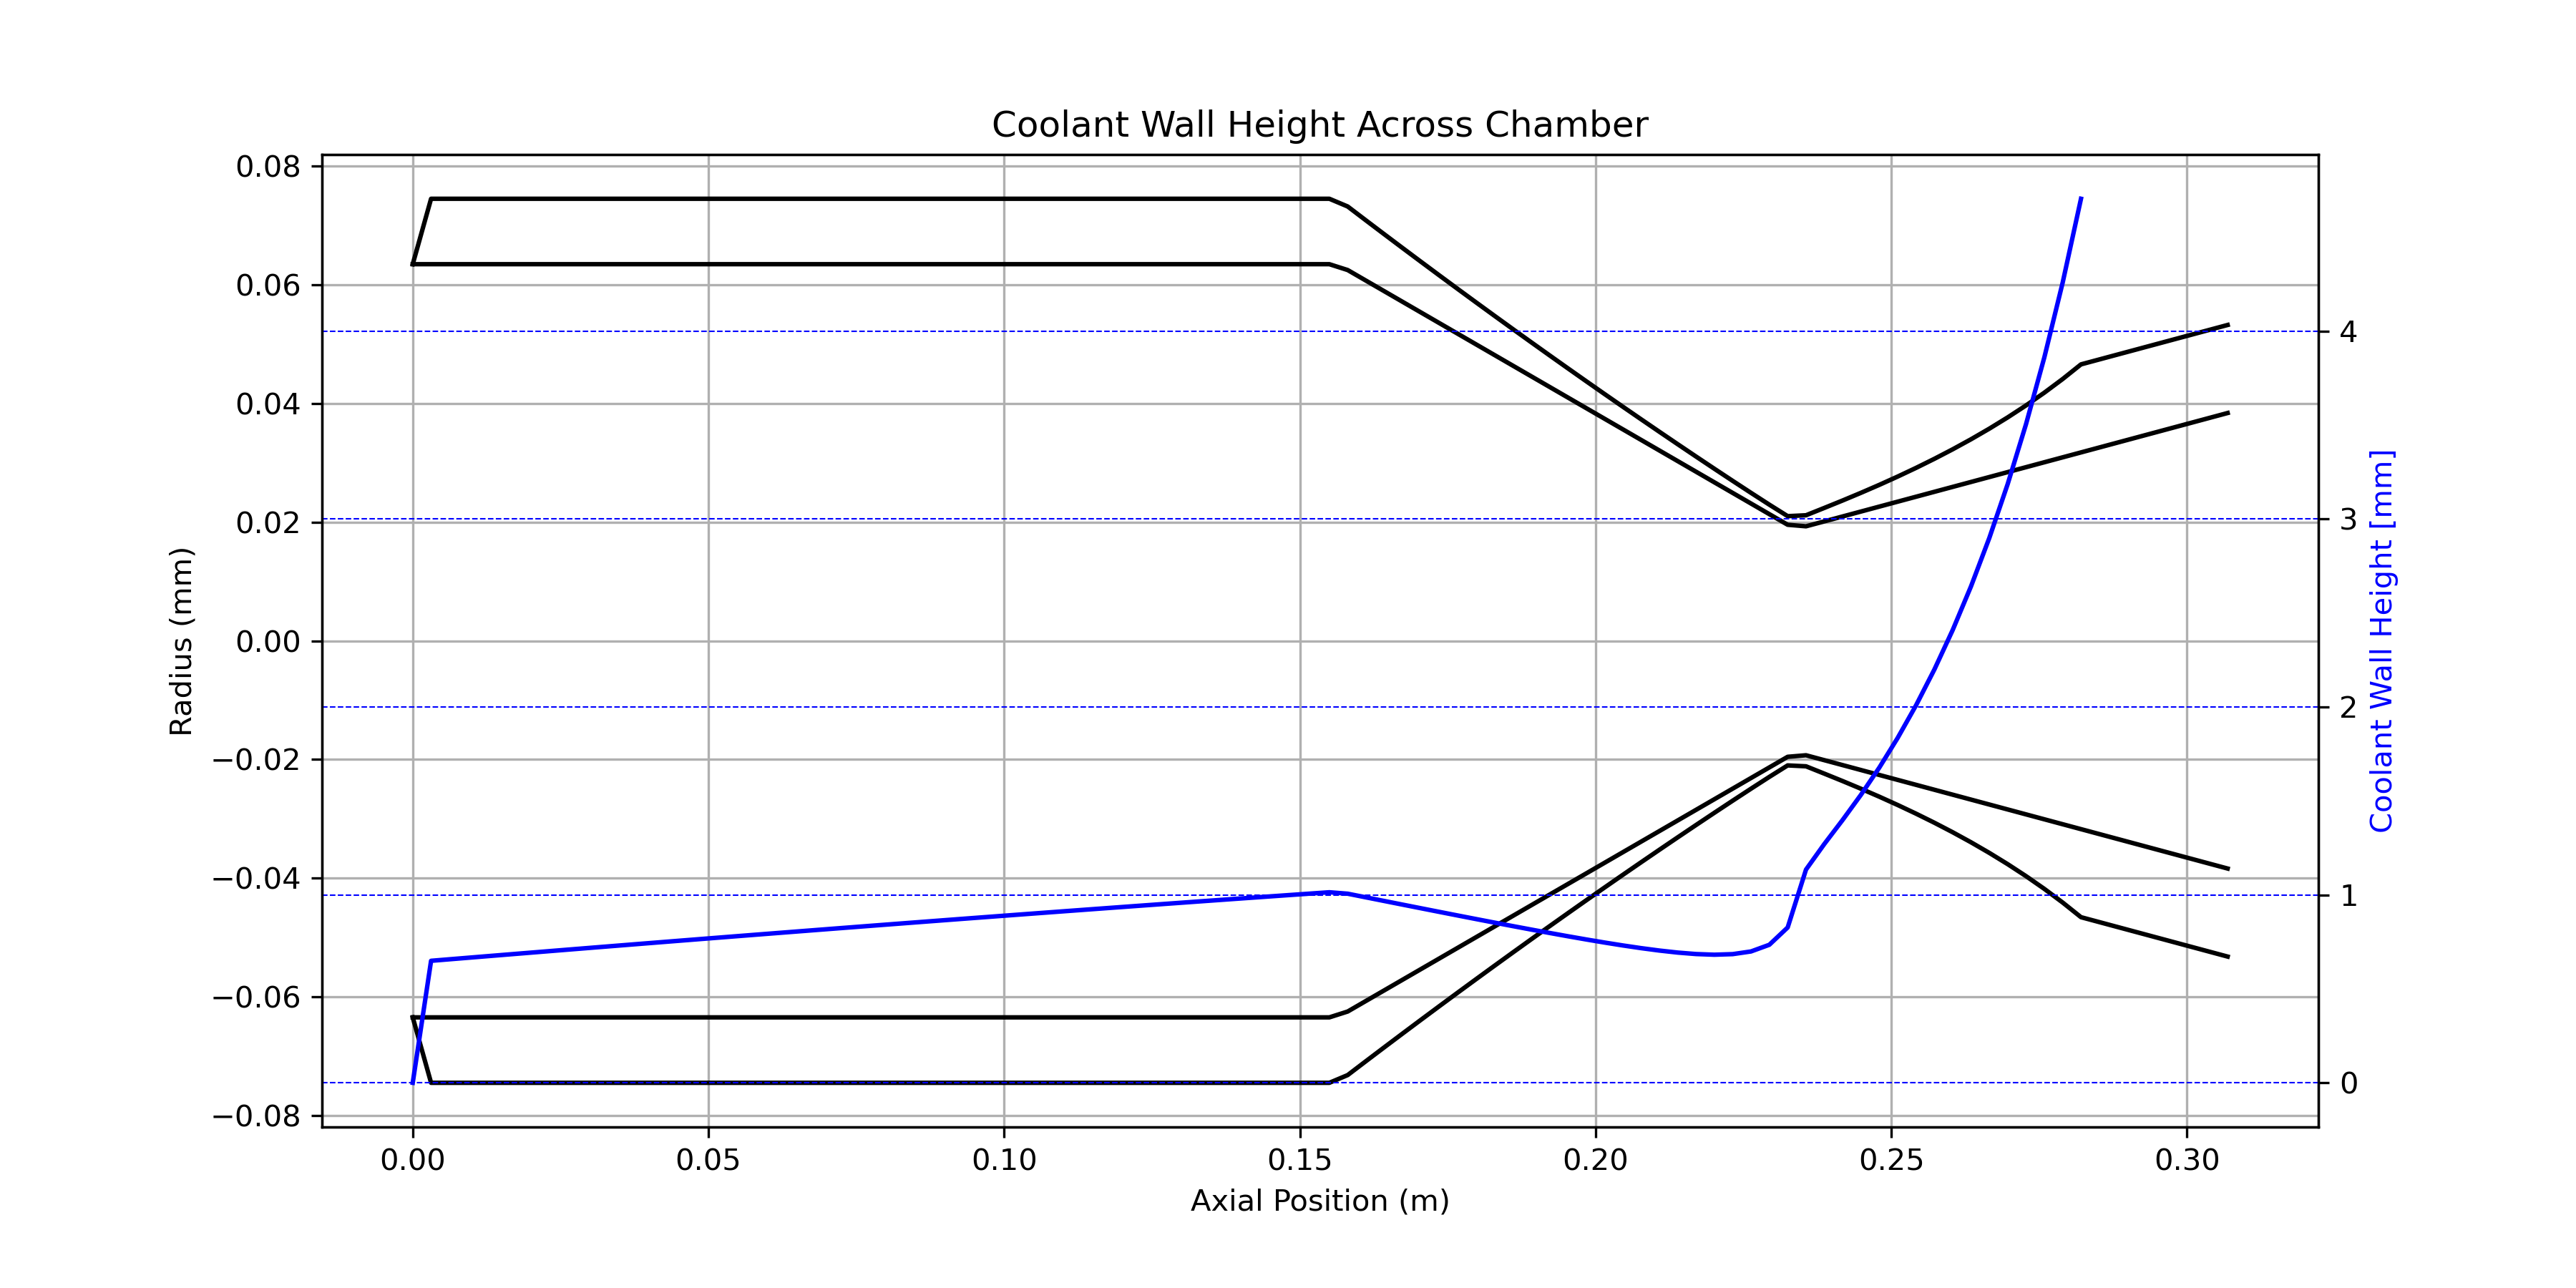 Coolant Wall Height Across Chamber
0.08
0.06
0.04
0.02
0.00
−0.02
−0.04
−0.06
−0.08
Radius (mm)
4
3
2
1
0
Coolant Wall Height [mm]
0.00 0.05 0.10 0.15 0.20 0.25 0.30
Axial Position (m)